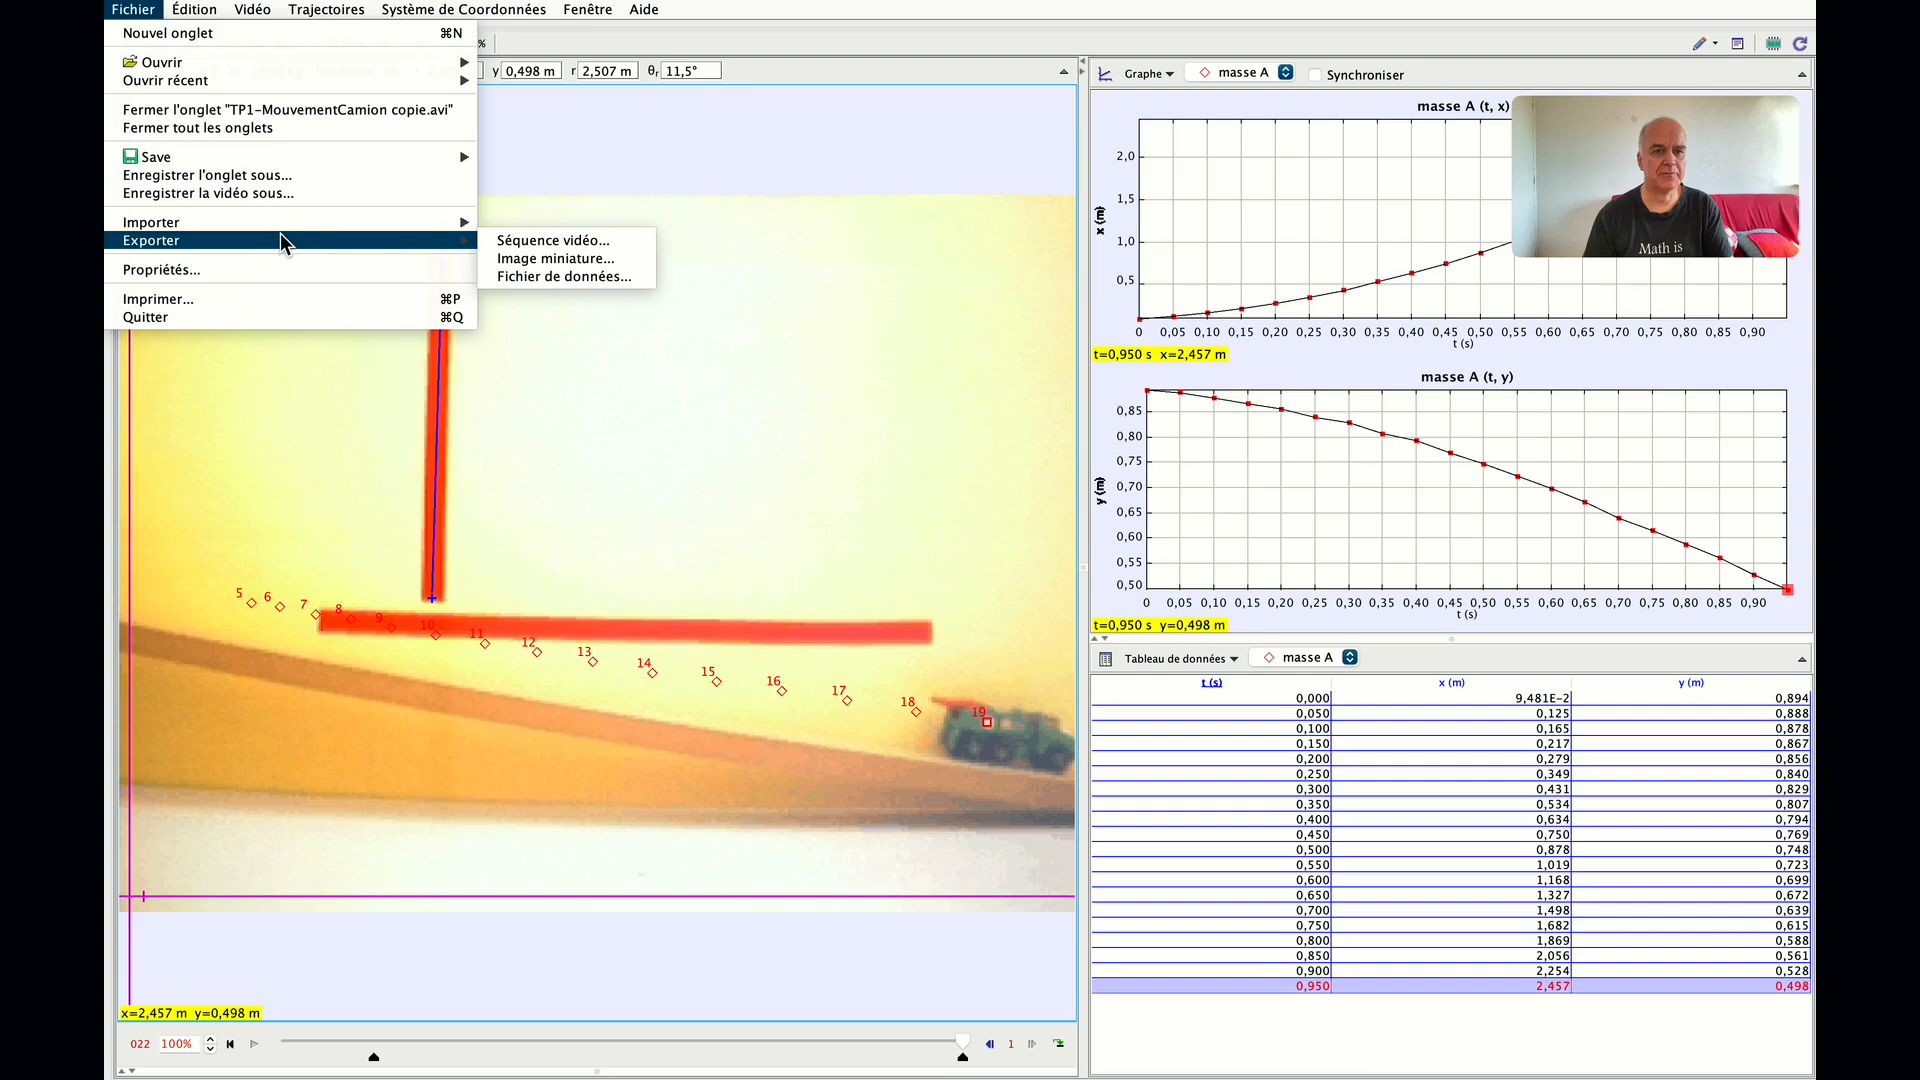 Fichier Édition Vidéo Trajectoires Système de Coordonnées Fenêtre Aide
Nouvel onglet ⌘N
Ouvrir
Ouvrir récent
Fermer l'onglet "TP1-MouvementCamion copie.avi"
Fermer tout les onglets
Save
Enregistrer l'onglet sous...
Enregistrer la vidéo sous...
Importer
Exporter
Propriétés...
Imprimer... ⌘P
Quitter ⌘Q
Séquence vidéo...
Image miniature...
Fichier de données...
%
y 0,498 m r 2,507 m θr 11,5°
5
6
7
8
9
10
11
12
13
14
15
16
17
18
19
x=2,457 m y=0,498 m
022 100% 1
Graphe masse A Synchroniser
masse A (t, x)
x (m)
2,0
1,5
1,0
0,5
0 0,05 0,10 0,15 0,20 0,25 0,30 0,35 0,40 0,45 0,50 0,55 0,60 0,65 0,70 0,75 0,80 0,85 0,90
t (s)
t=0,950 s x=2,457 m
Math is
masse A (t, y)
y (m)
0,85
0,80
0,75
0,70
0,65
0,60
0,55
0,50
0 0,05 0,10 0,15 0,20 0,25 0,30 0,35 0,40 0,45 0,50 0,55 0,60 0,65 0,70 0,75 0,80 0,85 0,90
t (s)
t=0,950 s y=0,498 m
Tableau de données masse A
t (s) x (m) y (m)
0,000 9,481E-2 0,894
0,050 0,125 0,888
0,100 0,165 0,878
0,150 0,217 0,867
0,200 0,279 0,856
0,250 0,349 0,840
0,300 0,431 0,829
0,350 0,534 0,807
0,400 0,634 0,794
0,450 0,750 0,769
0,500 0,878 0,748
0,550 1,019 0,723
0,600 1,168 0,699
0,650 1,327 0,672
0,700 1,498 0,639
0,750 1,682 0,615
0,800 1,869 0,588
0,850 2,056 0,561
0,900 2,254 0,528
0,950 2,457 0,498